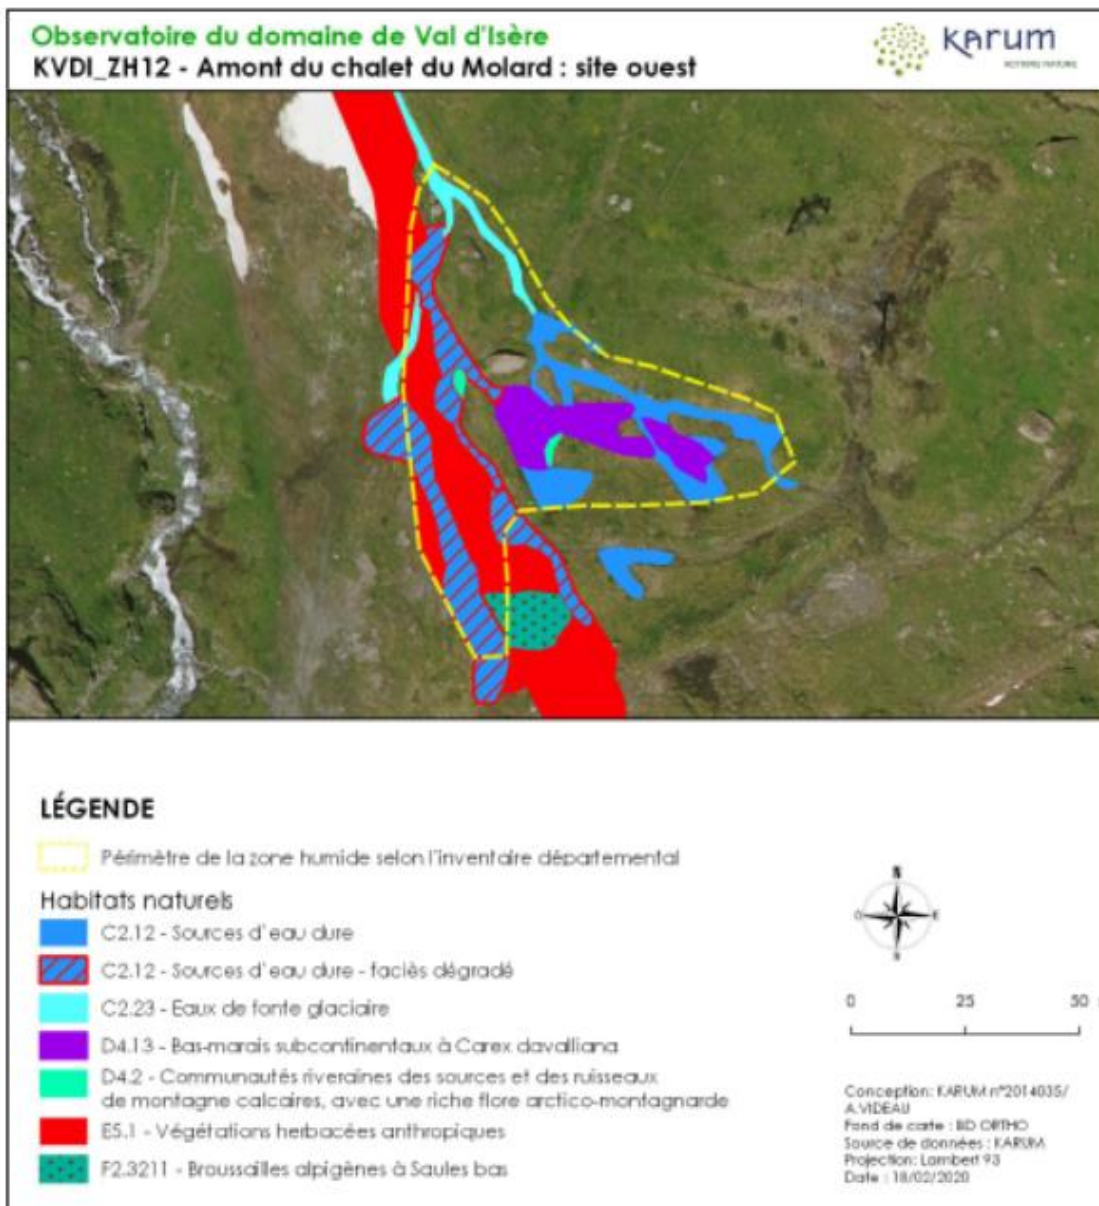 Observatoire du domaine de Val d'Isère
KVDI_ZH12 - Amont du chalet du Molard : site ouest
KARUM
ACTIONS NATURE
LÉGENDE
Périmètre de la zone humide selon l'inventaire départemental
Habitats naturels
C2.12 - Sources d'eau dure
C2.12 - Sources d'eau dure - faciès dégradé
C2.23 - Eaux de fonte glaciaire
D4.13 - Bas-marais subcontinentaux à Carex davalliana
D4.2 - Communautés riveraines des sources et des ruisseaux
de montagne calcaires, avec une riche flore arctico-montagnarde
E5.1 - Végétations herbacées anthropiques
F2.3211 - Broussailles alpigènes à Saules bas
N
O
E
S
0 25 50
Conception: KARUM n°2014035/
A.VIDEAU
Fond de carte : BD ORTHO
Source de données : KARUM
Projection: Lambert 93
Date : 18/02/2020